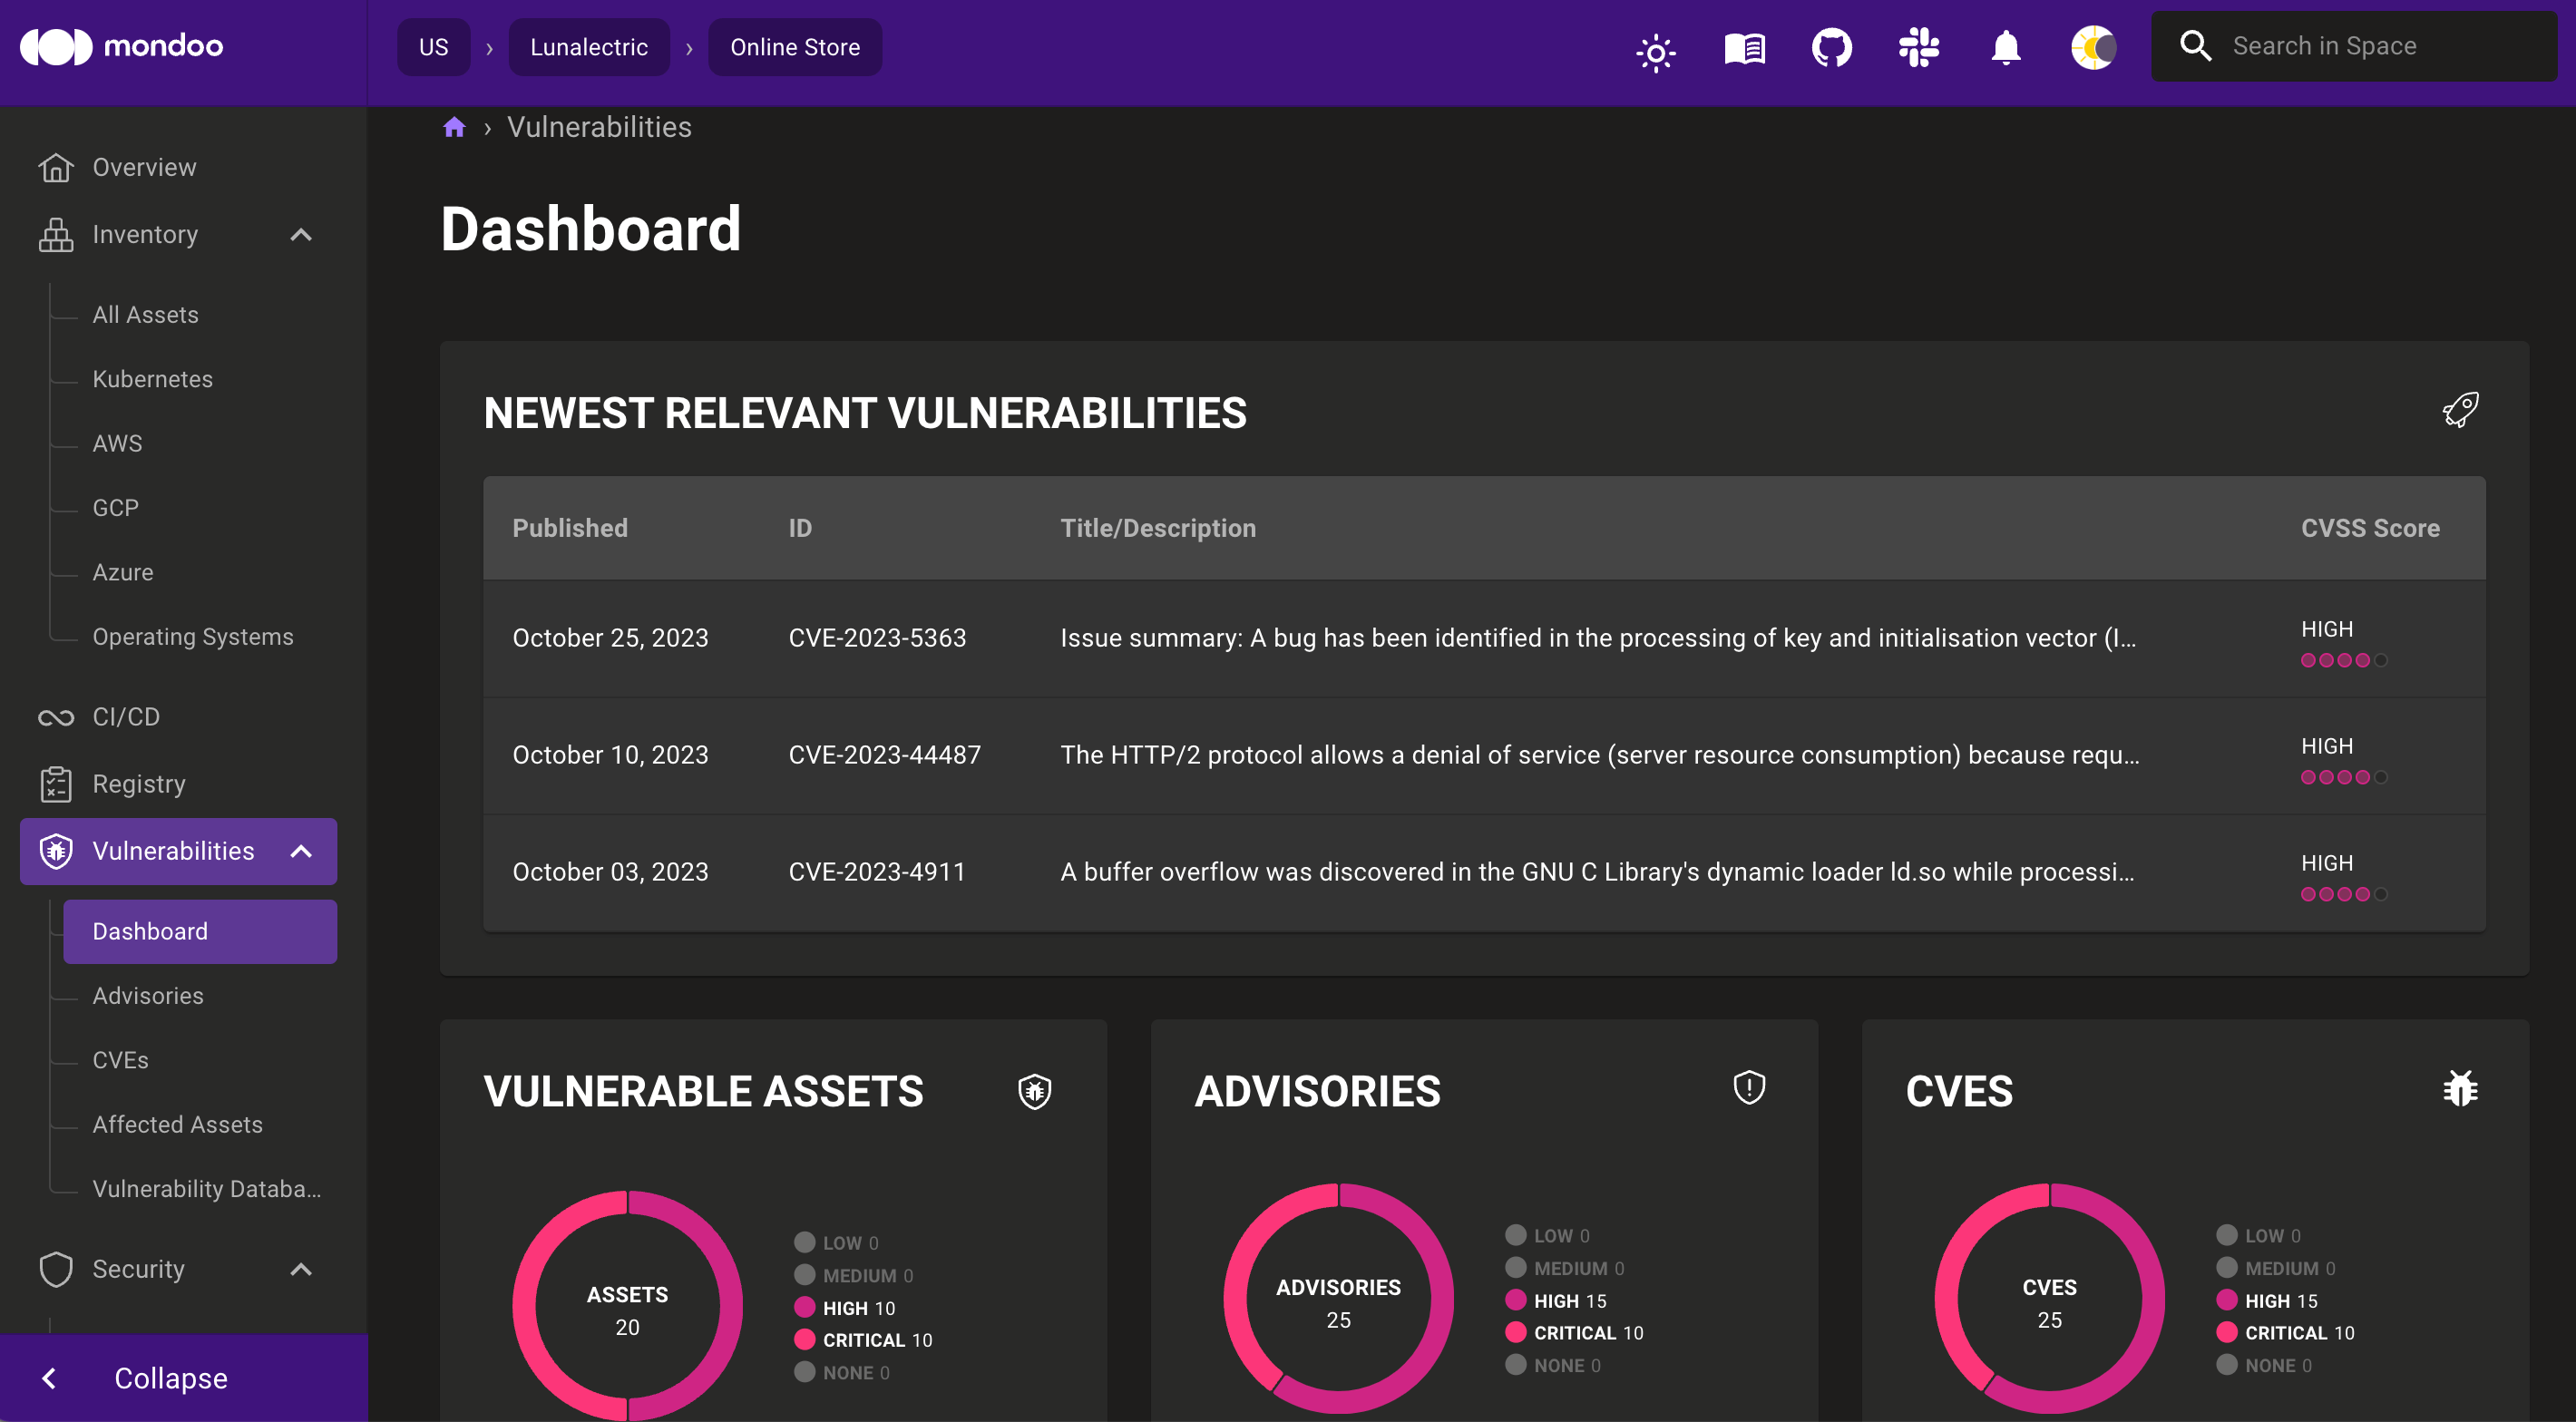 mondoo
US › Lunalectric › Online Store
Search in Space
Overview
Inventory
All Assets
Kubernetes
AWS
GCP
Azure
Operating Systems
CI/CD
Registry
Vulnerabilities
Dashboard
Advisories
CVEs
Affected Assets
Vulnerability Databa...
Security
Collapse
› Vulnerabilities
Dashboard
NEWEST RELEVANT VULNERABILITIES
Published ID Title/Description CVSS Score
October 25, 2023 CVE-2023-5363 Issue summary: A bug has been identified in the processing of key and initialisation vector (I... HIGH
October 10, 2023 CVE-2023-44487 The HTTP/2 protocol allows a denial of service (server resource consumption) because requ... HIGH
October 03, 2023 CVE-2023-4911 A buffer overflow was discovered in the GNU C Library's dynamic loader ld.so while processi... HIGH
VULNERABLE ASSETS
ASSETS
20
LOW 0
MEDIUM 0
HIGH 10
CRITICAL 10
NONE 0
ADVISORIES
ADVISORIES
25
LOW 0
MEDIUM 0
HIGH 15
CRITICAL 10
NONE 0
CVES
CVES
25
LOW 0
MEDIUM 0
HIGH 15
CRITICAL 10
NONE 0